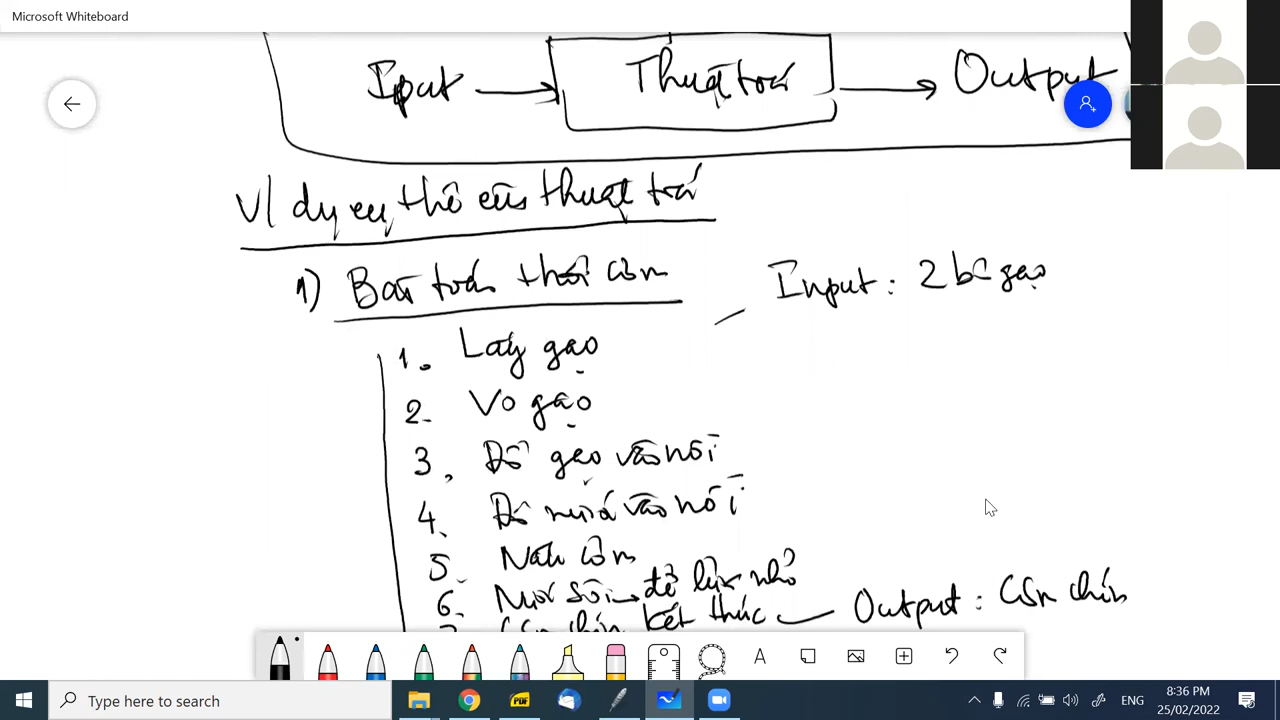 Microsoft Whiteboard
Input → Thuật toán → Output
Ví dụ cụ thể của thuật toán
1) Bài toán thổi cơm
Input: 2 bò gạo
1. Lấy gạo
2. Vo gạo
3. Đổ gạo vào nồi
4. Đổ nước vào nồi
5. Nấu cơm
6. Nước sôi → để lửa nhỏ
7. Cơm chín kết thúc
Output: Cơm chín
Type here to search
ENG
8:36 PM
25/02/2022